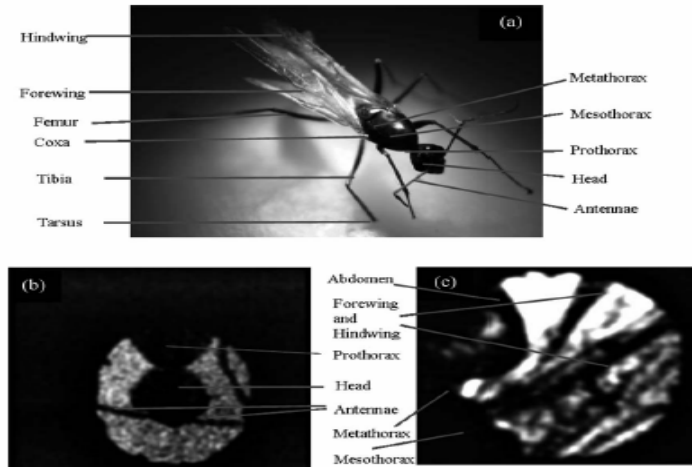 (a)
Hindwing
Forewing
Femur
Coxa
Tibia
Tarsus
Metathorax
Mesothorax
Prothorax
Head
Antennae
(b)
(c)
Abdomen
Forewing
and
Hindwing
Prothorax
Head
Antennae
Metathorax
Mesothorax